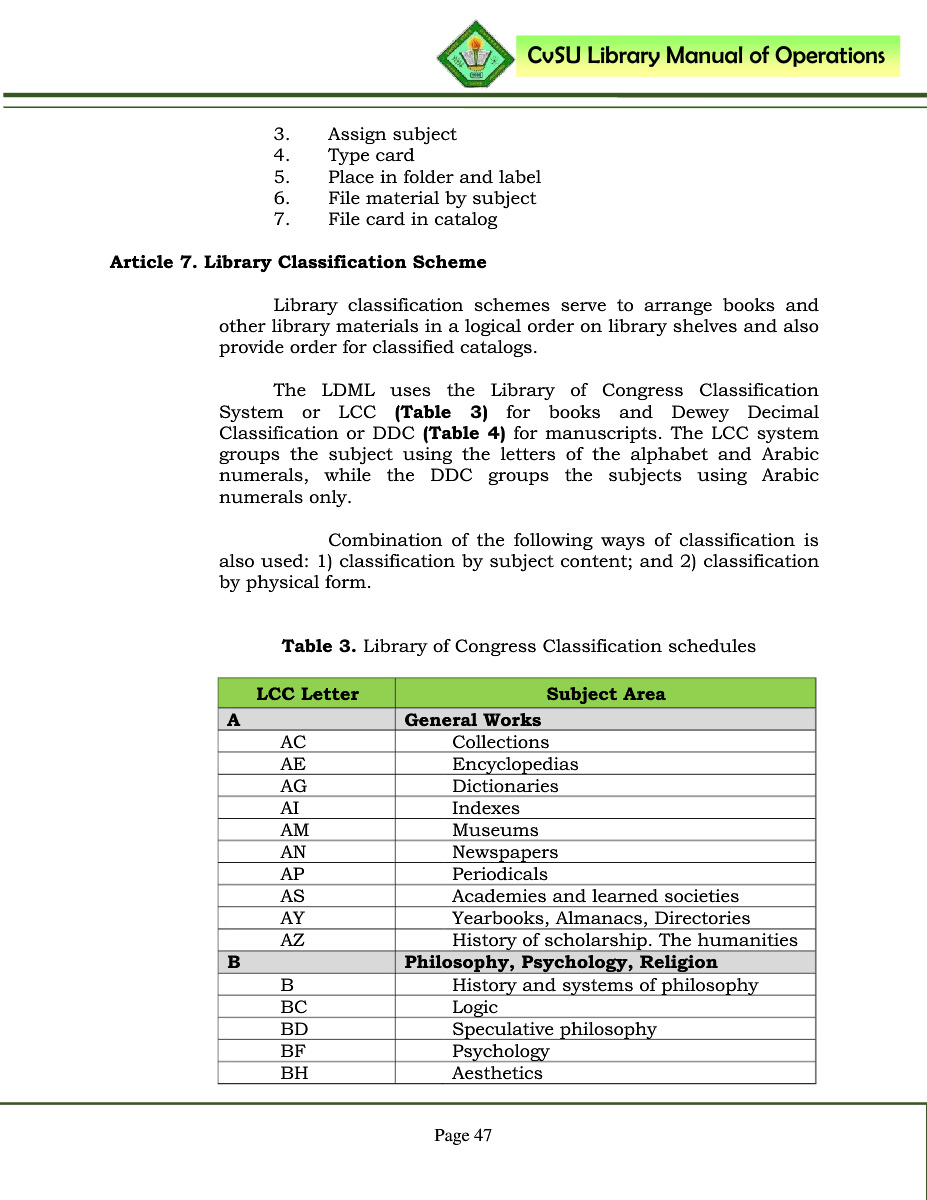 CvSU Library Manual of Operations
3. Assign subject
4. Type card
5. Place in folder and label
6. File material by subject
7. File card in catalog
Article 7. Library Classification Scheme
Library classification schemes serve to arrange books and
other library materials in a logical order on library shelves and also
provide order for classified catalogs.
The LDML uses the Library of Congress Classification
System or LCC (Table 3) for books and Dewey Decimal
Classification or DDC (Table 4) for manuscripts. The LCC system
groups the subject using the letters of the alphabet and Arabic
numerals, while the DDC groups the subjects using Arabic
numerals only.
Combination of the following ways of classification is
also used: 1) classification by subject content; and 2) classification
by physical form.
Table 3. Library of Congress Classification schedules
LCC Letter Subject Area
A General Works
AC Collections
AE Encyclopedias
AG Dictionaries
AI Indexes
AM Museums
AN Newspapers
AP Periodicals
AS Academies and learned societies
AY Yearbooks, Almanacs, Directories
AZ History of scholarship. The humanities
B Philosophy, Psychology, Religion
B History and systems of philosophy
BC Logic
BD Speculative philosophy
BF Psychology
BH Aesthetics
Page 47